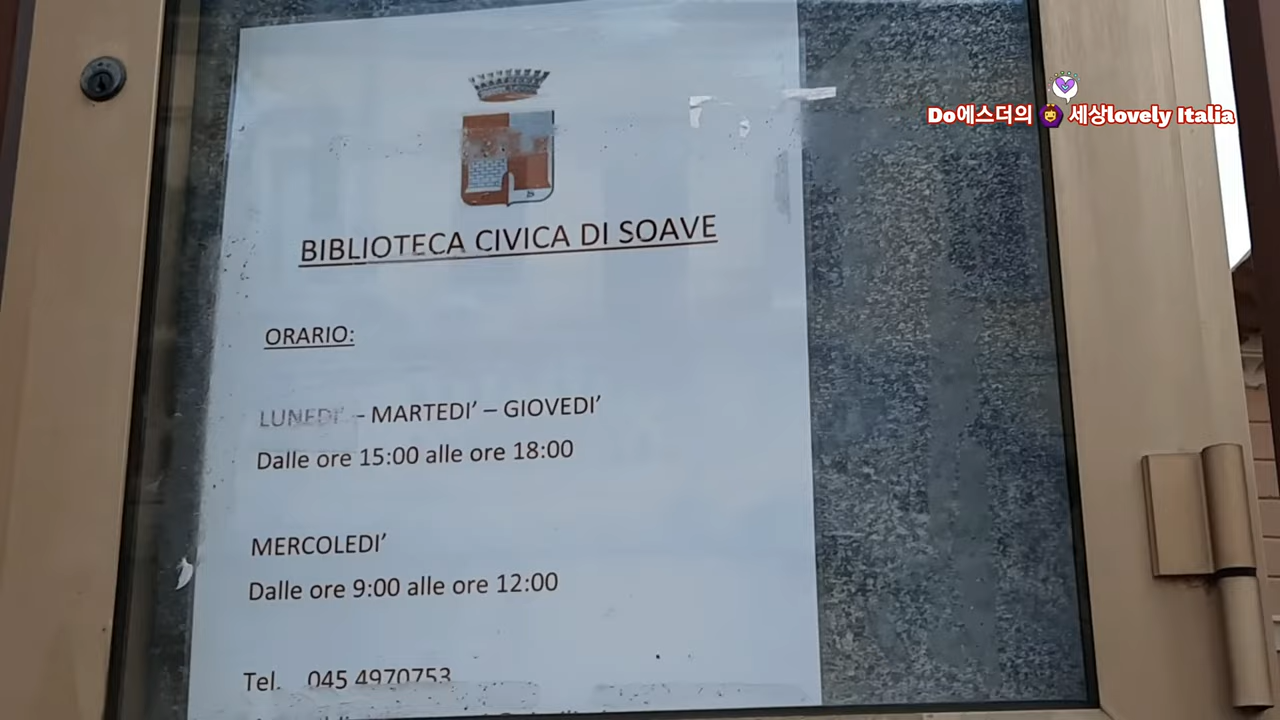 Do에스더의 세상lovely Italia
BIBLIOTECA CIVICA DI SOAVE
ORARIO:
LUNEDI' – MARTEDI' – GIOVEDI'
Dalle ore 15:00 alle ore 18:00
MERCOLEDI'
Dalle ore 9:00 alle ore 12:00
Tel. 045 4970753